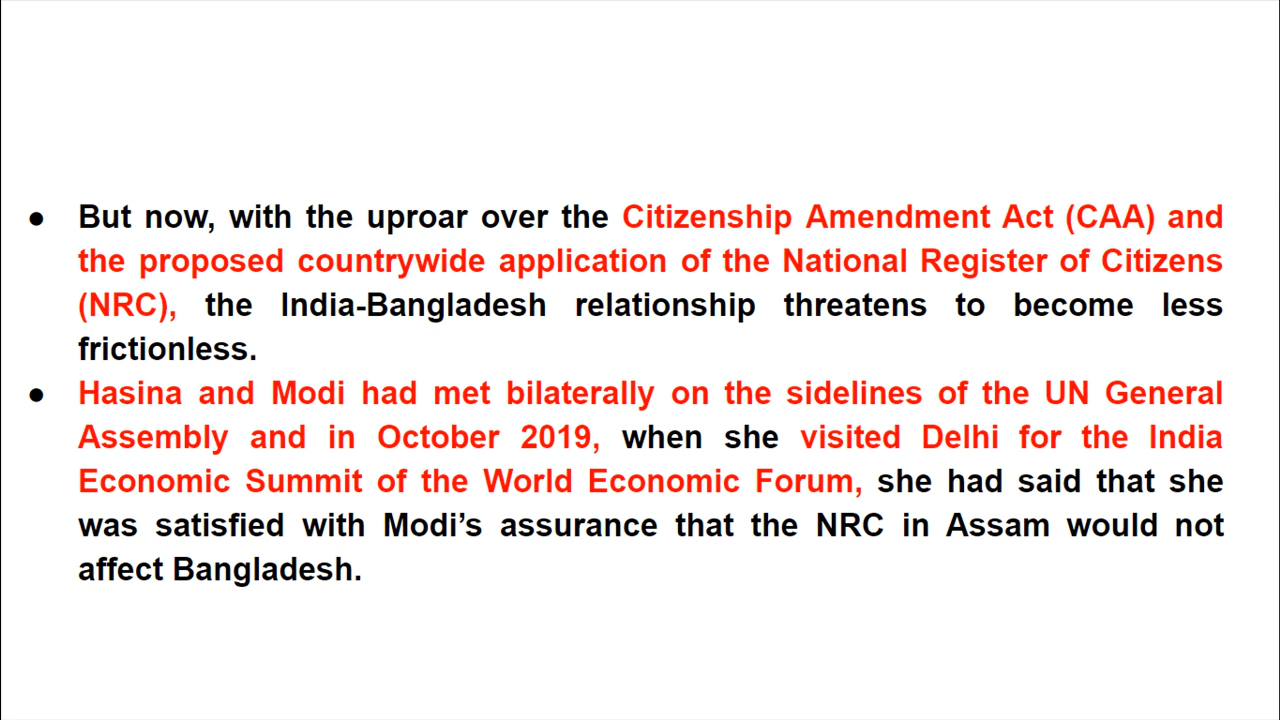 ● But now, with the uproar over the Citizenship Amendment Act (CAA) and
the proposed countrywide application of the National Register of Citizens
(NRC), the India-Bangladesh relationship threatens to become less
frictionless.
● Hasina and Modi had met bilaterally on the sidelines of the UN General
Assembly and in October 2019, when she visited Delhi for the India
Economic Summit of the World Economic Forum, she had said that she
was satisfied with Modi’s assurance that the NRC in Assam would not
affect Bangladesh.